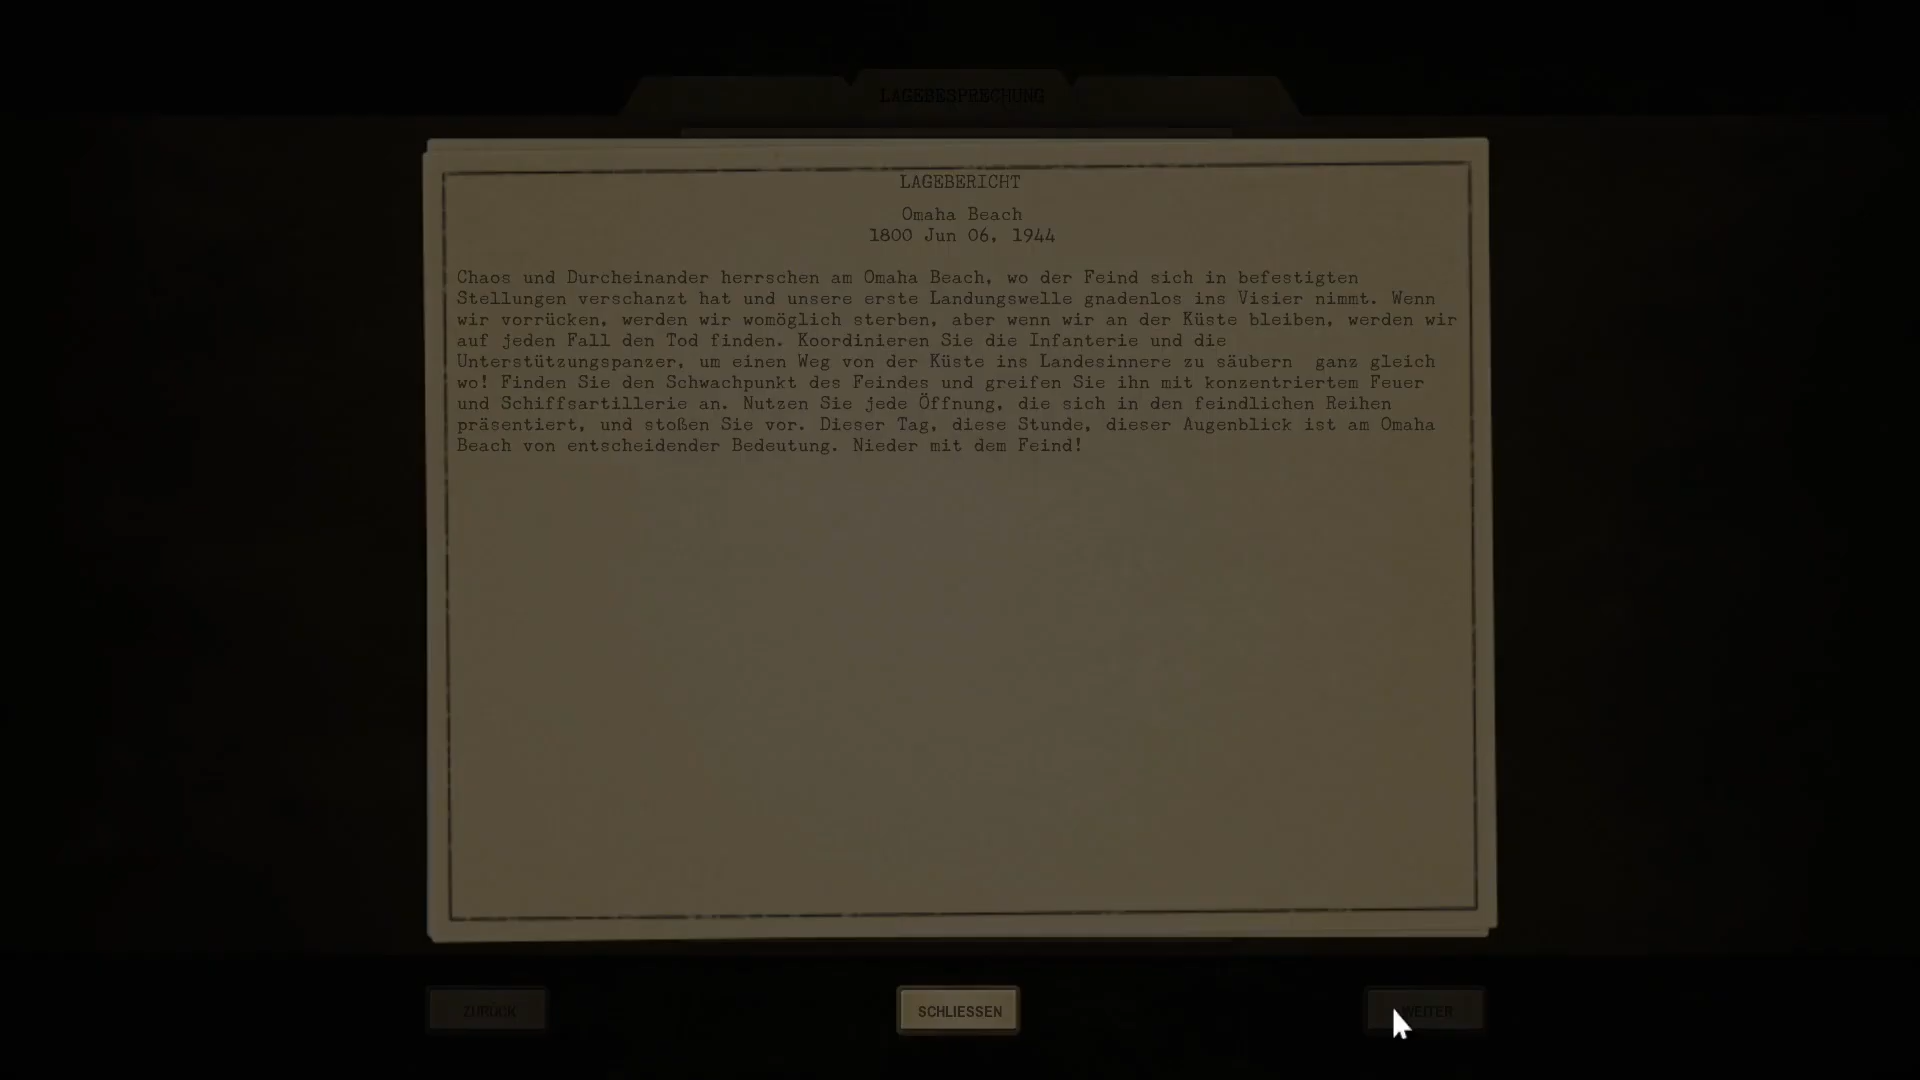 LAGEBESPRECHUNG
LAGEBERICHT
Omaha Beach
1800 Jun 06, 1944
Chaos und Durcheinander herrschen am Omaha Beach, wo der Feind sich in befestigten
Stellungen verschanzt hat und unsere erste Landungswelle gnadenlos ins Visier nimmt. Wenn
wir vorrücken, werden wir womöglich sterben, aber wenn wir an der Küste bleiben, werden wir
auf jeden Fall den Tod finden. Koordinieren Sie die Infanterie und die
Unterstützungspanzer, um einen Weg von der Küste ins Landesinnere zu säubern  ganz gleich
wo! Finden Sie den Schwachpunkt des Feindes und greifen Sie ihn mit konzentriertem Feuer
und Schiffsartillerie an. Nutzen Sie jede Öffnung, die sich in den feindlichen Reihen
präsentiert, und stoßen Sie vor. Dieser Tag, diese Stunde, dieser Augenblick ist am Omaha
Beach von entscheidender Bedeutung. Nieder mit dem Feind!
ZURÜCK
SCHLIESSEN
WEITER